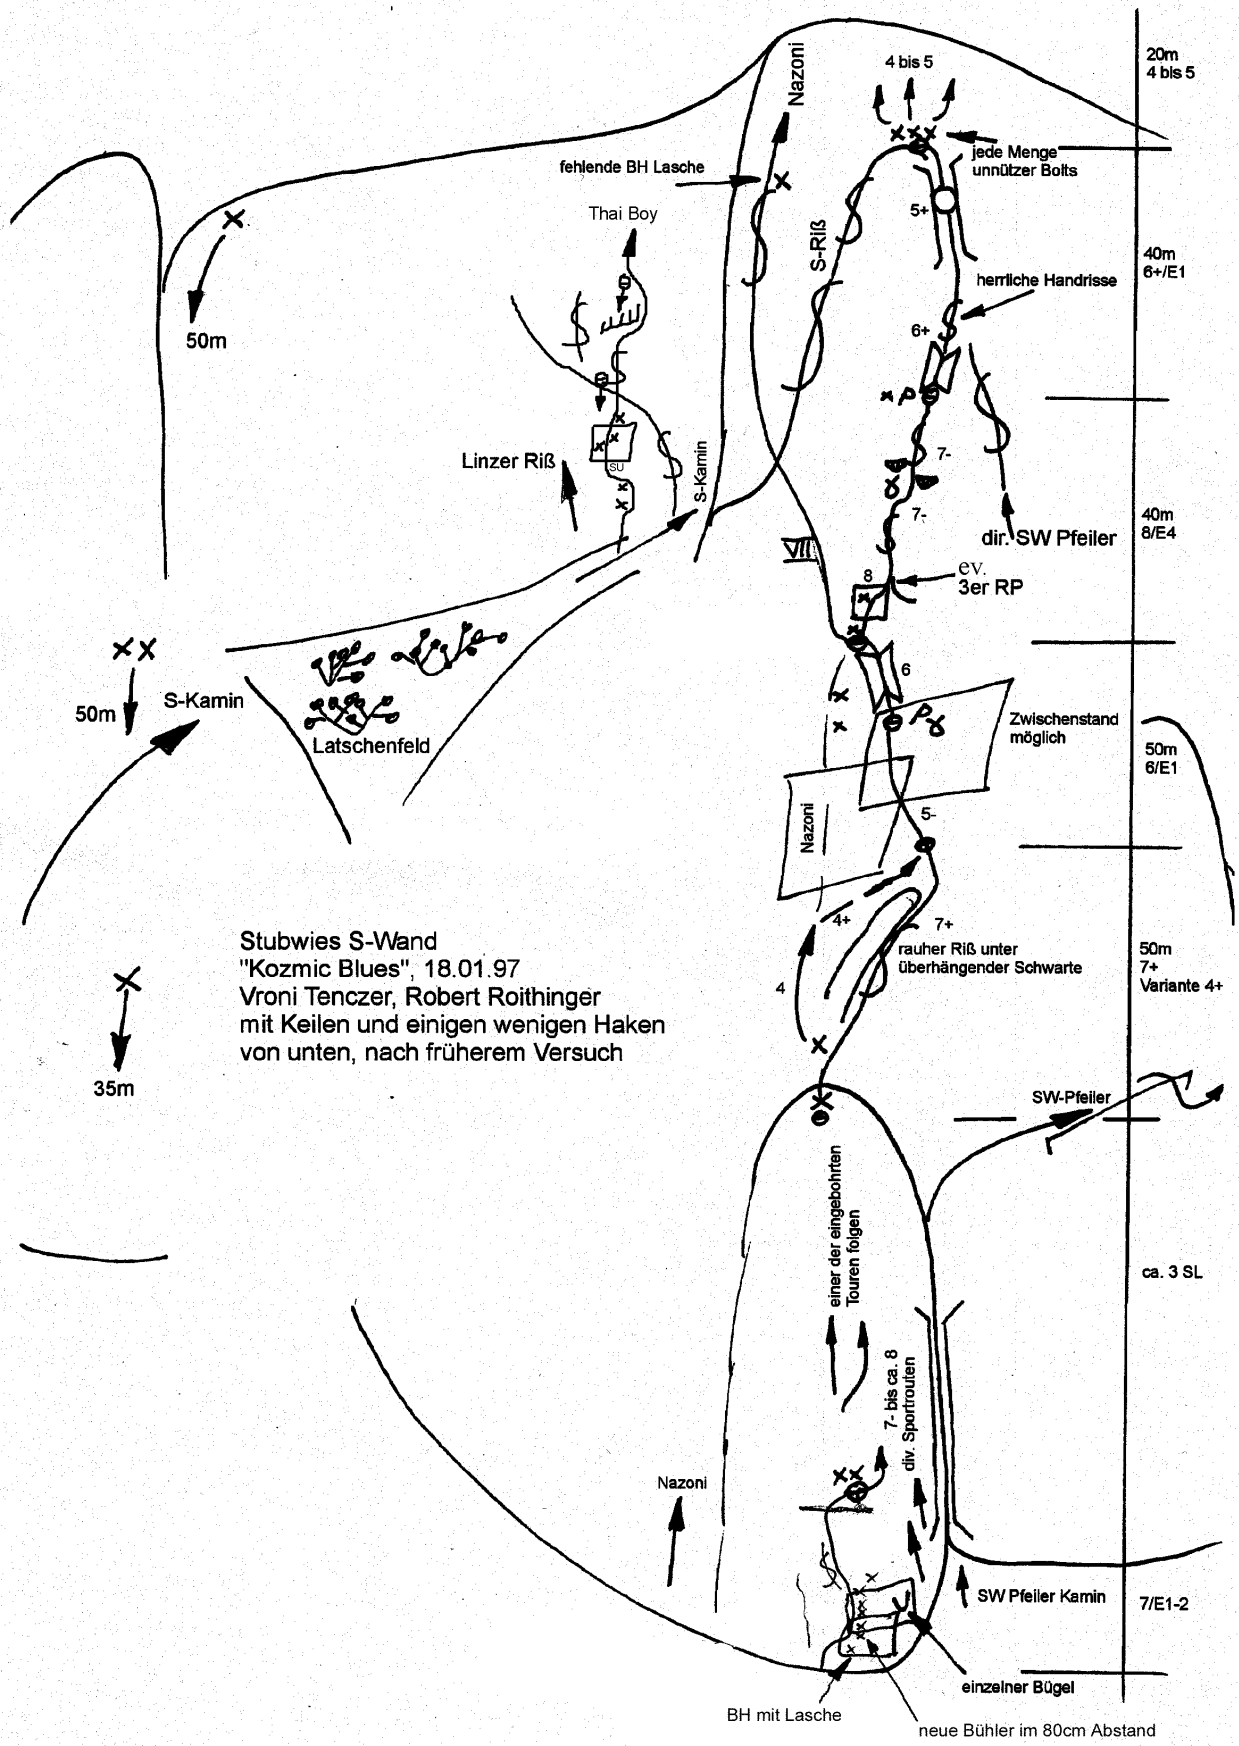 20m
4 bis 5
4 bis 5
Nazoni
jede Menge
unnützer Bolts
fehlende BH Lasche
Thai Boy
5+
S-Riß
40m
6+/E1
herrliche Handrisse
50m
6+
Linzer Riß
SU
S-Kamin
7-
7-
40m
8/E4
dir. SW Pfeiler
VII
8
ev.
3er RP
6
S-Kamin
50m
Latschenfeld
Zwischenstand
möglich
50m
6/E1
Nazoni
5-
4+
7+
rauher Riß unter
überhängender Schwarte
50m
7+
Variante 4+
4
Stubwies S-Wand
"Kozmic Blues", 18.01.97
Vroni Tenczer, Robert Roithinger
mit Keilen und einigen wenigen Haken
von unten, nach früherem Versuch
35m
SW-Pfeiler
einer der eingebohrten
Touren folgen
ca. 3 SL
7- bis ca. 8
div. Sportrouten
Nazoni
SW Pfeiler Kamin
7/E1-2
einzelner Bügel
BH mit Lasche
neue Bühler im 80cm Abstand